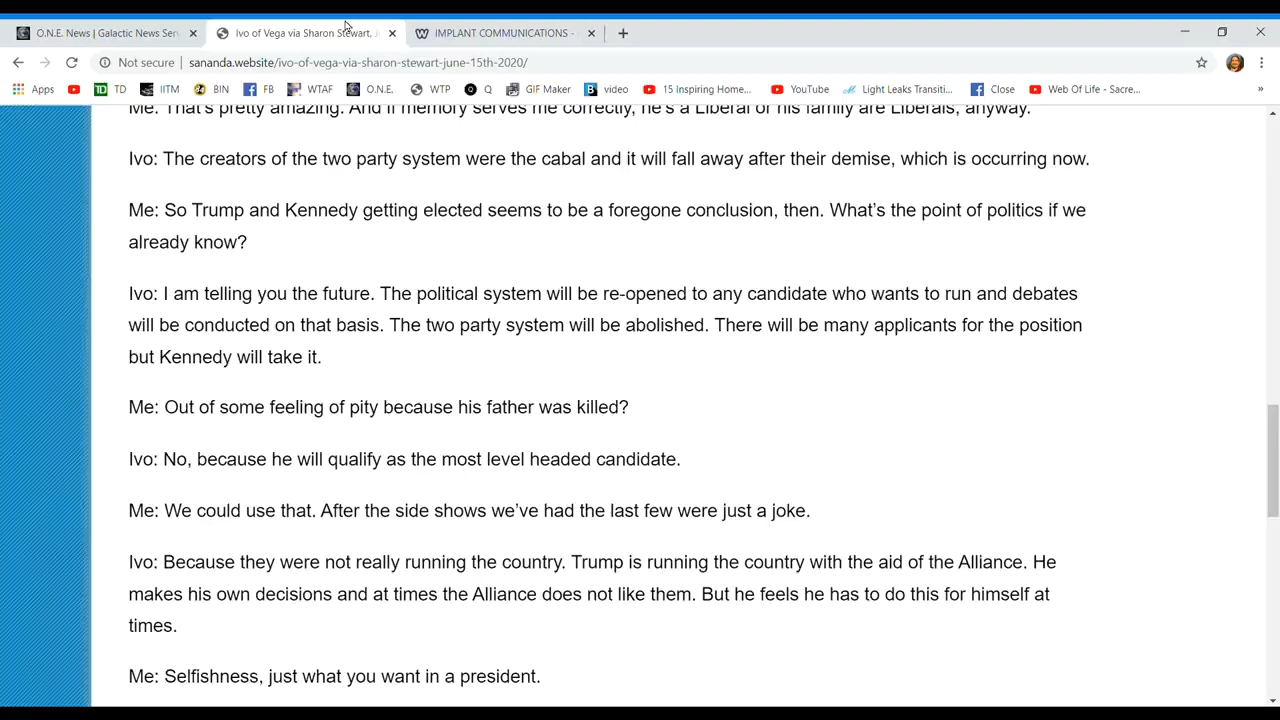 O.N.E. News | Galactic News Serv
Ivo of Vega via Sharon Stewart, J
IMPLANT COMMUNICATIONS -
Not secure | sananda.website/ivo-of-vega-via-sharon-stewart-june-15th-2020/
Apps TD IITM BIN FB WTAF O.N.E. WTP Q GIF Maker video 15 Inspiring Home... YouTube Light Leaks Transiti... Close Web Of Life - Sacre... »
Me: That's pretty amazing. And if memory serves me correctly, he's a Liberal or his family are Liberals, anyway.
Ivo: The creators of the two party system were the cabal and it will fall away after their demise, which is occurring now.
Me: So Trump and Kennedy getting elected seems to be a foregone conclusion, then. What's the point of politics if we
already know?
Ivo: I am telling you the future. The political system will be re-opened to any candidate who wants to run and debates
will be conducted on that basis. The two party system will be abolished. There will be many applicants for the position
but Kennedy will take it.
Me: Out of some feeling of pity because his father was killed?
Ivo: No, because he will qualify as the most level headed candidate.
Me: We could use that. After the side shows we've had the last few were just a joke.
Ivo: Because they were not really running the country. Trump is running the country with the aid of the Alliance. He
makes his own decisions and at times the Alliance does not like them. But he feels he has to do this for himself at
times.
Me: Selfishness, just what you want in a president.